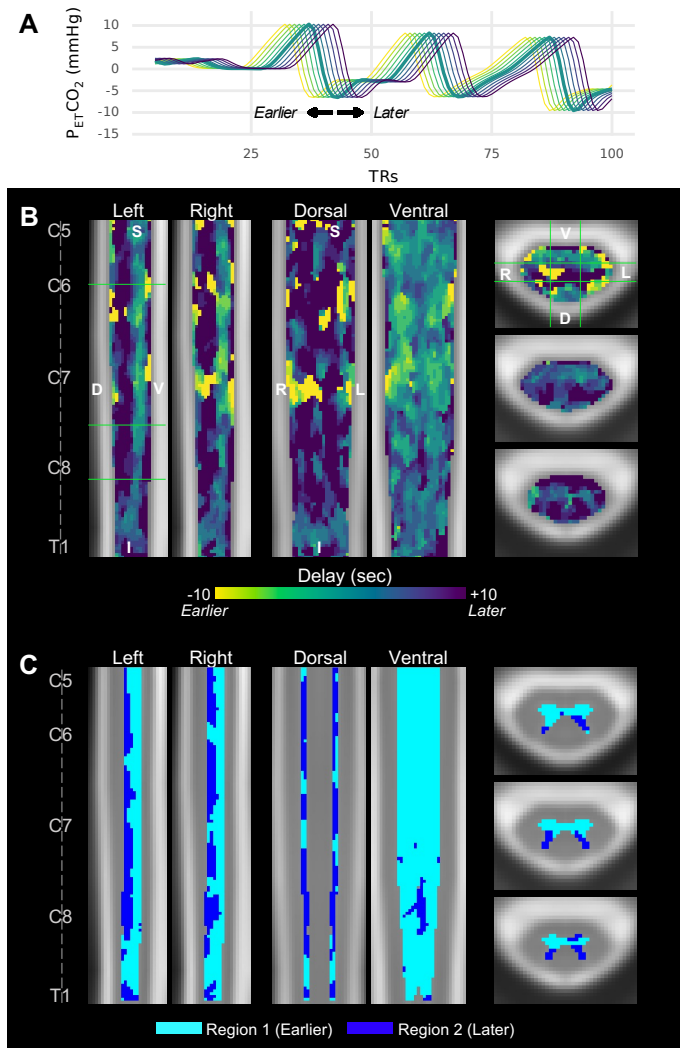 A
P_ETCO_2 (mmHg)
10
5
0
-5
-10
-15
Earlier
Later
25
50
75
100
TRs
B
Left
Right
Dorsal
Ventral
C5
C6
C7
C8
T1
S
D
V
I
S
R
L
I
V
R
L
D
Delay (sec)
-10
+10
Earlier
Later
C
Left
Right
Dorsal
Ventral
C5
C6
C7
C8
T1
Region 1 (Earlier)
Region 2 (Later)